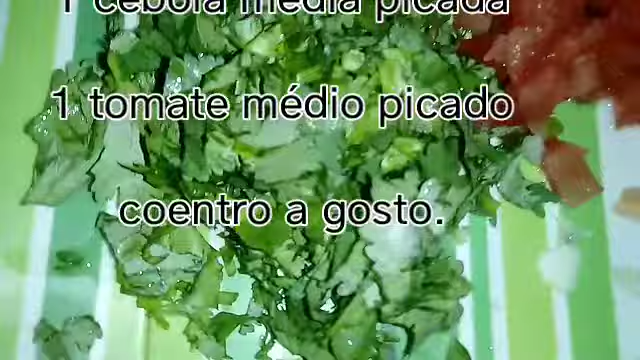 1 cebola média picada
1 tomate médio picado
coentro a gosto.